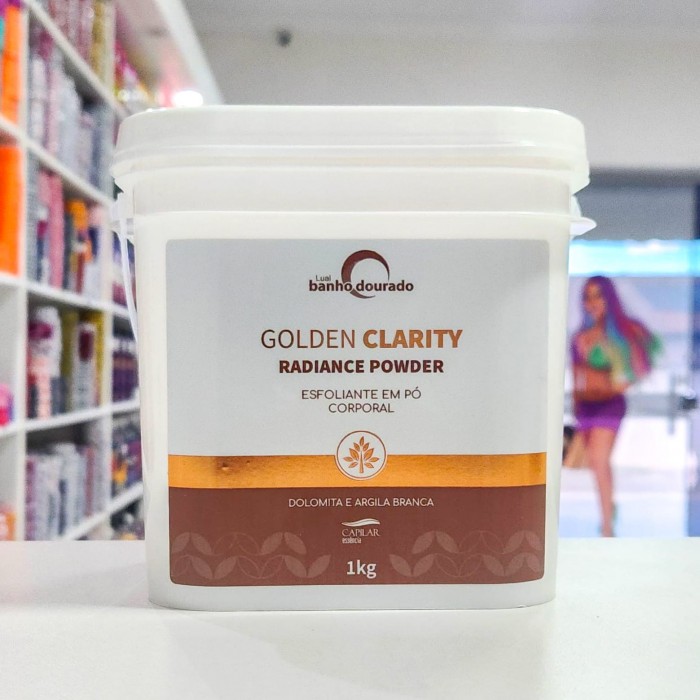 Lual
banho dourado
GOLDEN CLARITY
RADIANCE POWDER
ESFOLIANTE EM PÓ
CORPORAL
DOLOMITA E ARGILA BRANCA
CAPILAR
1kg